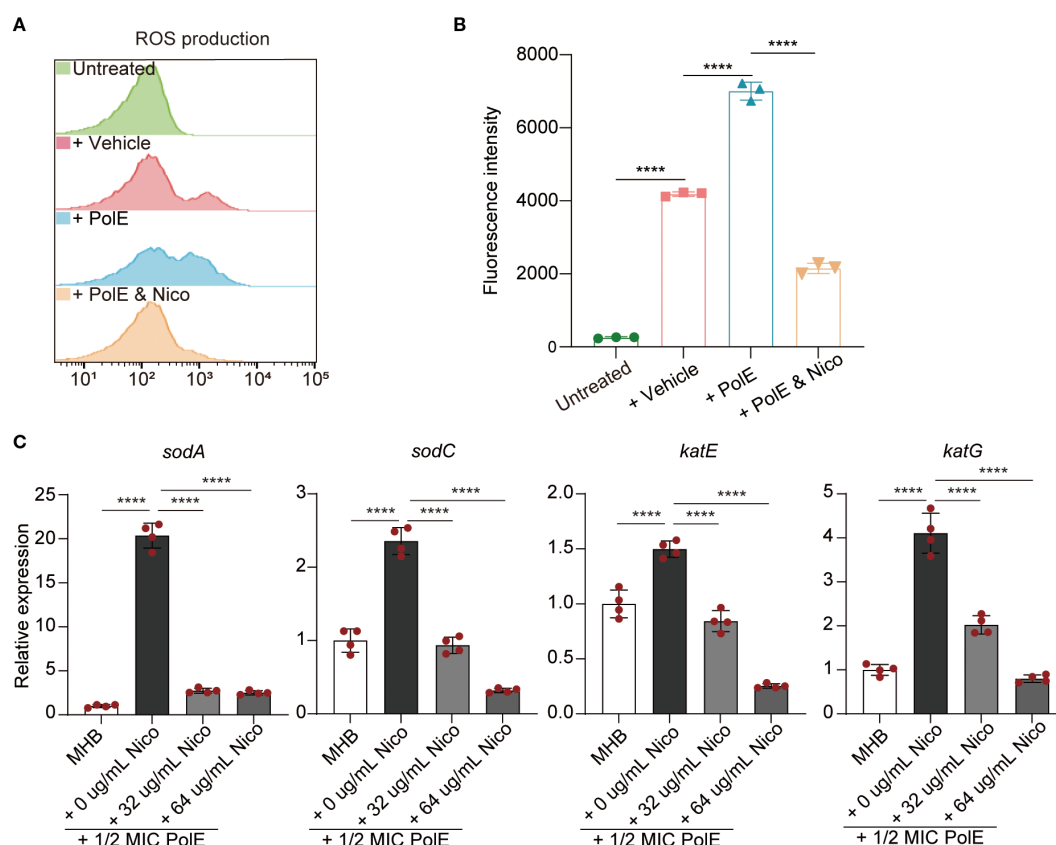 A
ROS production
Untreated
+ Vehicle
+ PolE
+ PolE & Nico
10¹ 10² 10³ 10⁴ 10⁵
B
Fluorescence intensity
8000
6000
4000
2000
0
****
****
****
Untreated
+ Vehicle
+ PolE
+ PolE & Nico
C
Relative expression
sodA
25
20
15
10
5
0
****
****
****
MHB
+ 0 ug/mL Nico
+ 32 ug/mL Nico
+ 64 ug/mL Nico
+ 1/2 MIC PolE
sodC
3
2
1
0
****
****
****
MHB
+ 0 ug/mL Nico
+ 32 ug/mL Nico
+ 64 ug/mL Nico
+ 1/2 MIC PolE
katE
2.0
1.5
1.0
0.5
0.0
****
****
****
MHB
+ 0 ug/mL Nico
+ 32 ug/mL Nico
+ 64 ug/mL Nico
+ 1/2 MIC PolE
katG
5
4
3
2
1
0
****
****
****
MHB
+ 0 ug/mL Nico
+ 32 ug/mL Nico
+ 64 ug/mL Nico
+ 1/2 MIC PolE